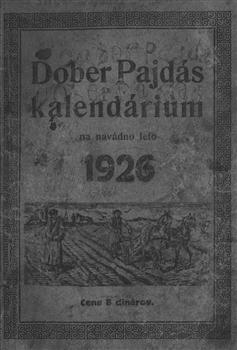 Dober Pajdás
kalendárium
na navádno leto
1926
Cena 8 dinárov.